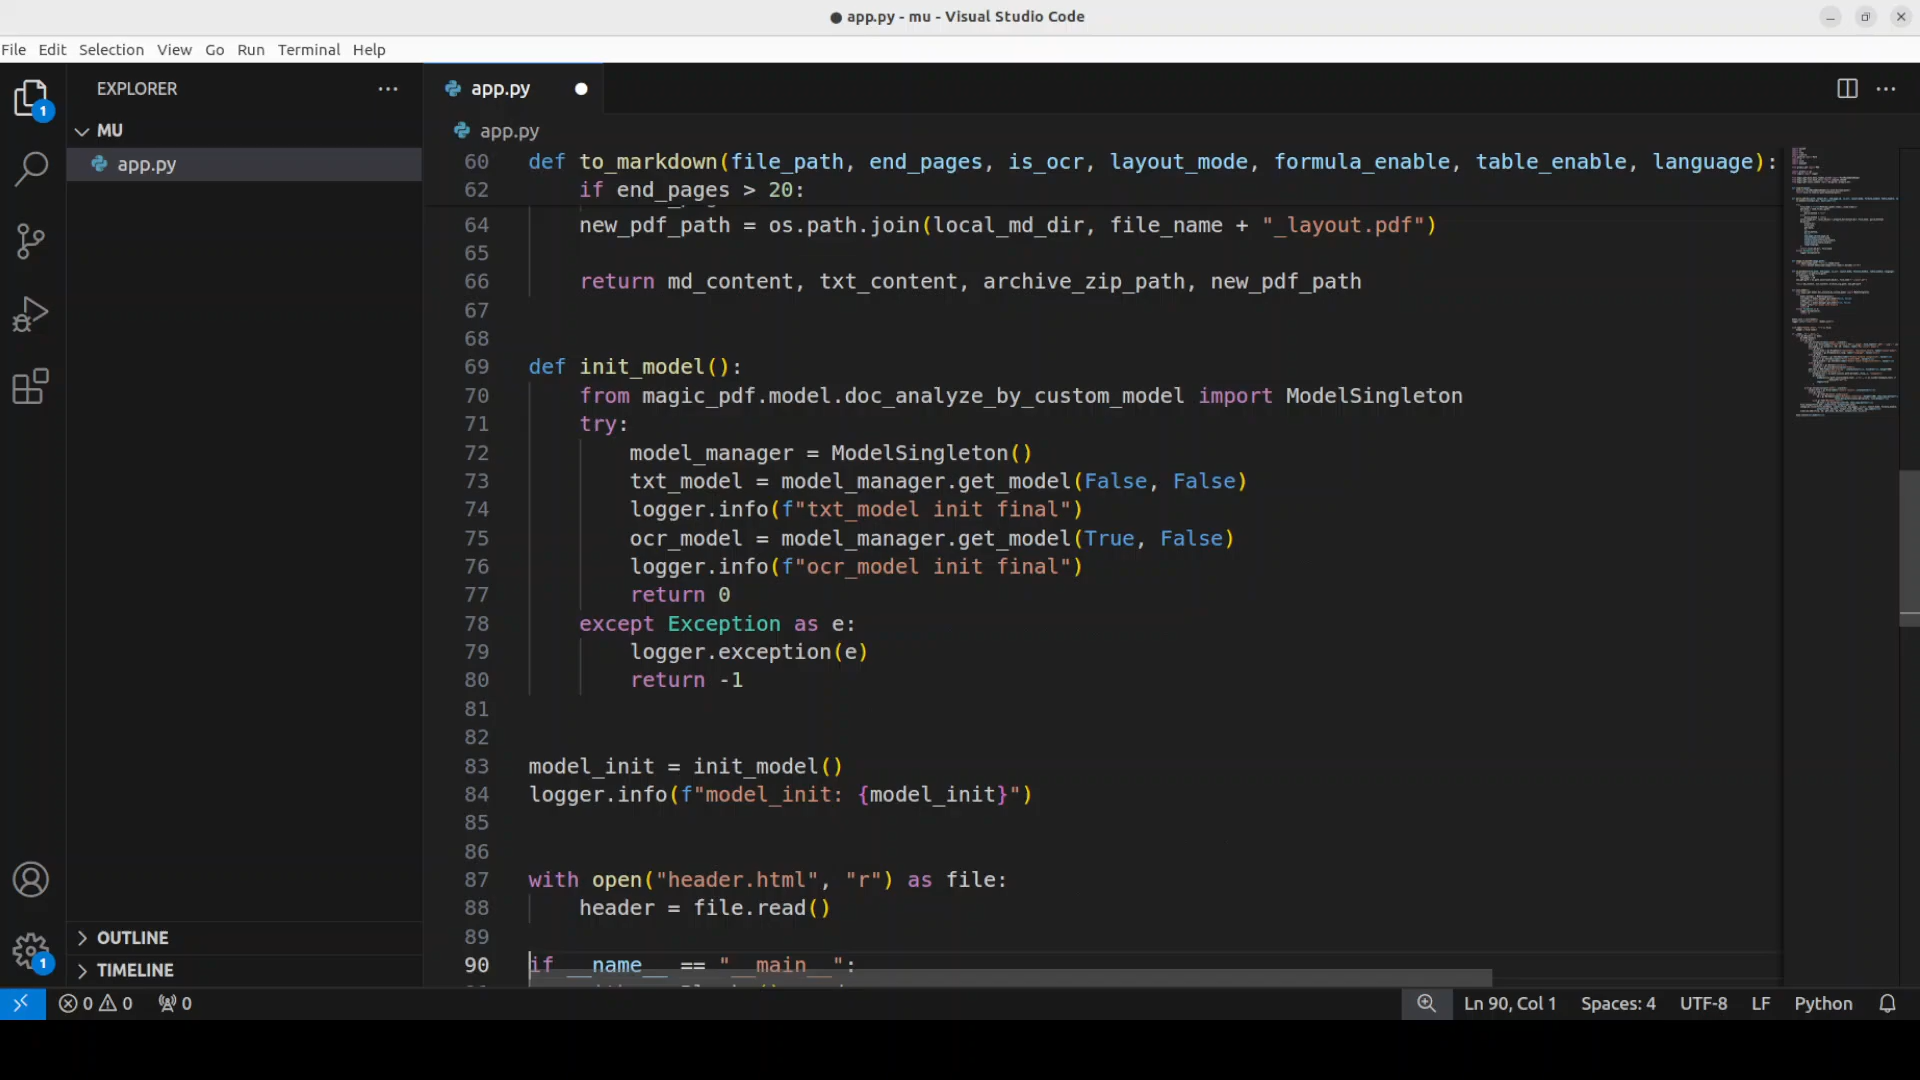 ● app.py - mu - Visual Studio Code
File Edit Selection View Go Run Terminal Help
EXPLORER
MU
app.py
OUTLINE
TIMELINE
1
1
app.py
app.py
60 def to_markdown(file_path, end_pages, is_ocr, layout_mode, formula_enable, table_enable, language):
62     if end_pages > 20:
64     new_pdf_path = os.path.join(local_md_dir, file_name + "_layout.pdf")
65
66     return md_content, txt_content, archive_zip_path, new_pdf_path
67
68
69 def init_model():
70     from magic_pdf.model.doc_analyze_by_custom_model import ModelSingleton
71     try:
72         model_manager = ModelSingleton()
73         txt_model = model_manager.get_model(False, False)
74         logger.info(f"txt_model init final")
75         ocr_model = model_manager.get_model(True, False)
76         logger.info(f"ocr_model init final")
77         return 0
78     except Exception as e:
79         logger.exception(e)
80         return -1
81
82
83 model_init = init_model()
84 logger.info(f"model_init: {model_init}")
85
86
87 with open("header.html", "r") as file:
88     header = file.read()
89
90 if __name__ == "__main__":
0 0 0 Ln 90, Col 1 Spaces: 4 UTF-8 LF Python